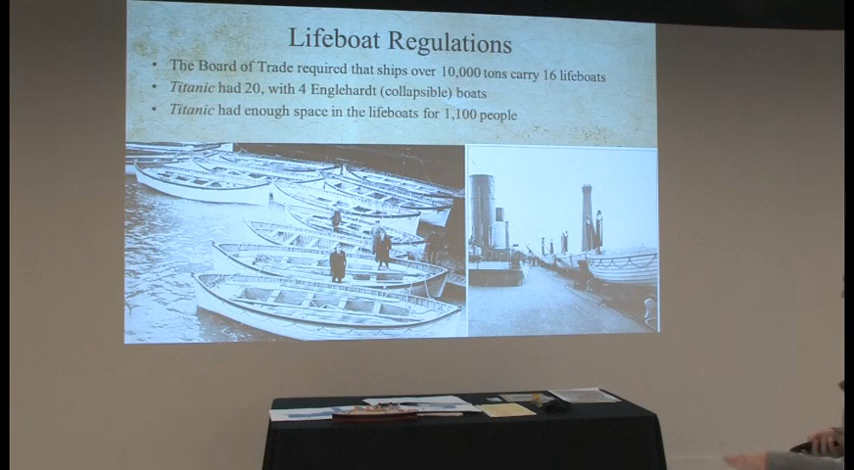 Lifeboat Regulations
• The Board of Trade required that ships over 10,000 tons carry 16 lifeboats
• Titanic had 20, with 4 Englehardt (collapsible) boats
• Titanic had enough space in the lifeboats for 1,100 people